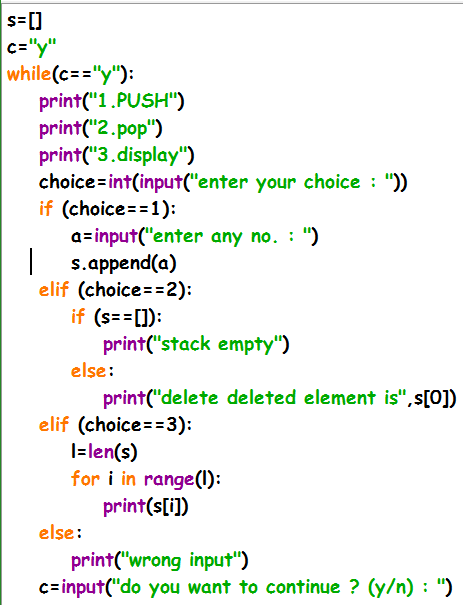 s=[]
c="y"
while(c=="y"):
    print("1.PUSH")
    print("2.pop")
    print("3.display")
    choice=int(input("enter your choice : "))
    if (choice==1):
        a=input("enter any no. : ")
        s.append(a)
    elif (choice==2):
        if (s==[]):
            print("stack empty")
        else:
            print("delete deleted element is",s[0])
    elif (choice==3):
        l=len(s)
        for i in range(l):
            print(s[i])
    else:
        print("wrong input")
    c=input("do you want to continue ? (y/n) : ")